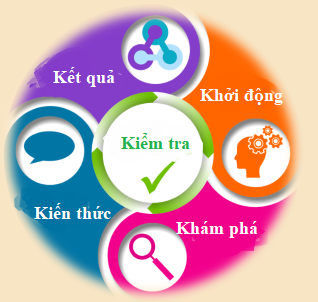 Kết quả
Khởi động
Kiểm tra
Kiến thức
Khám phá